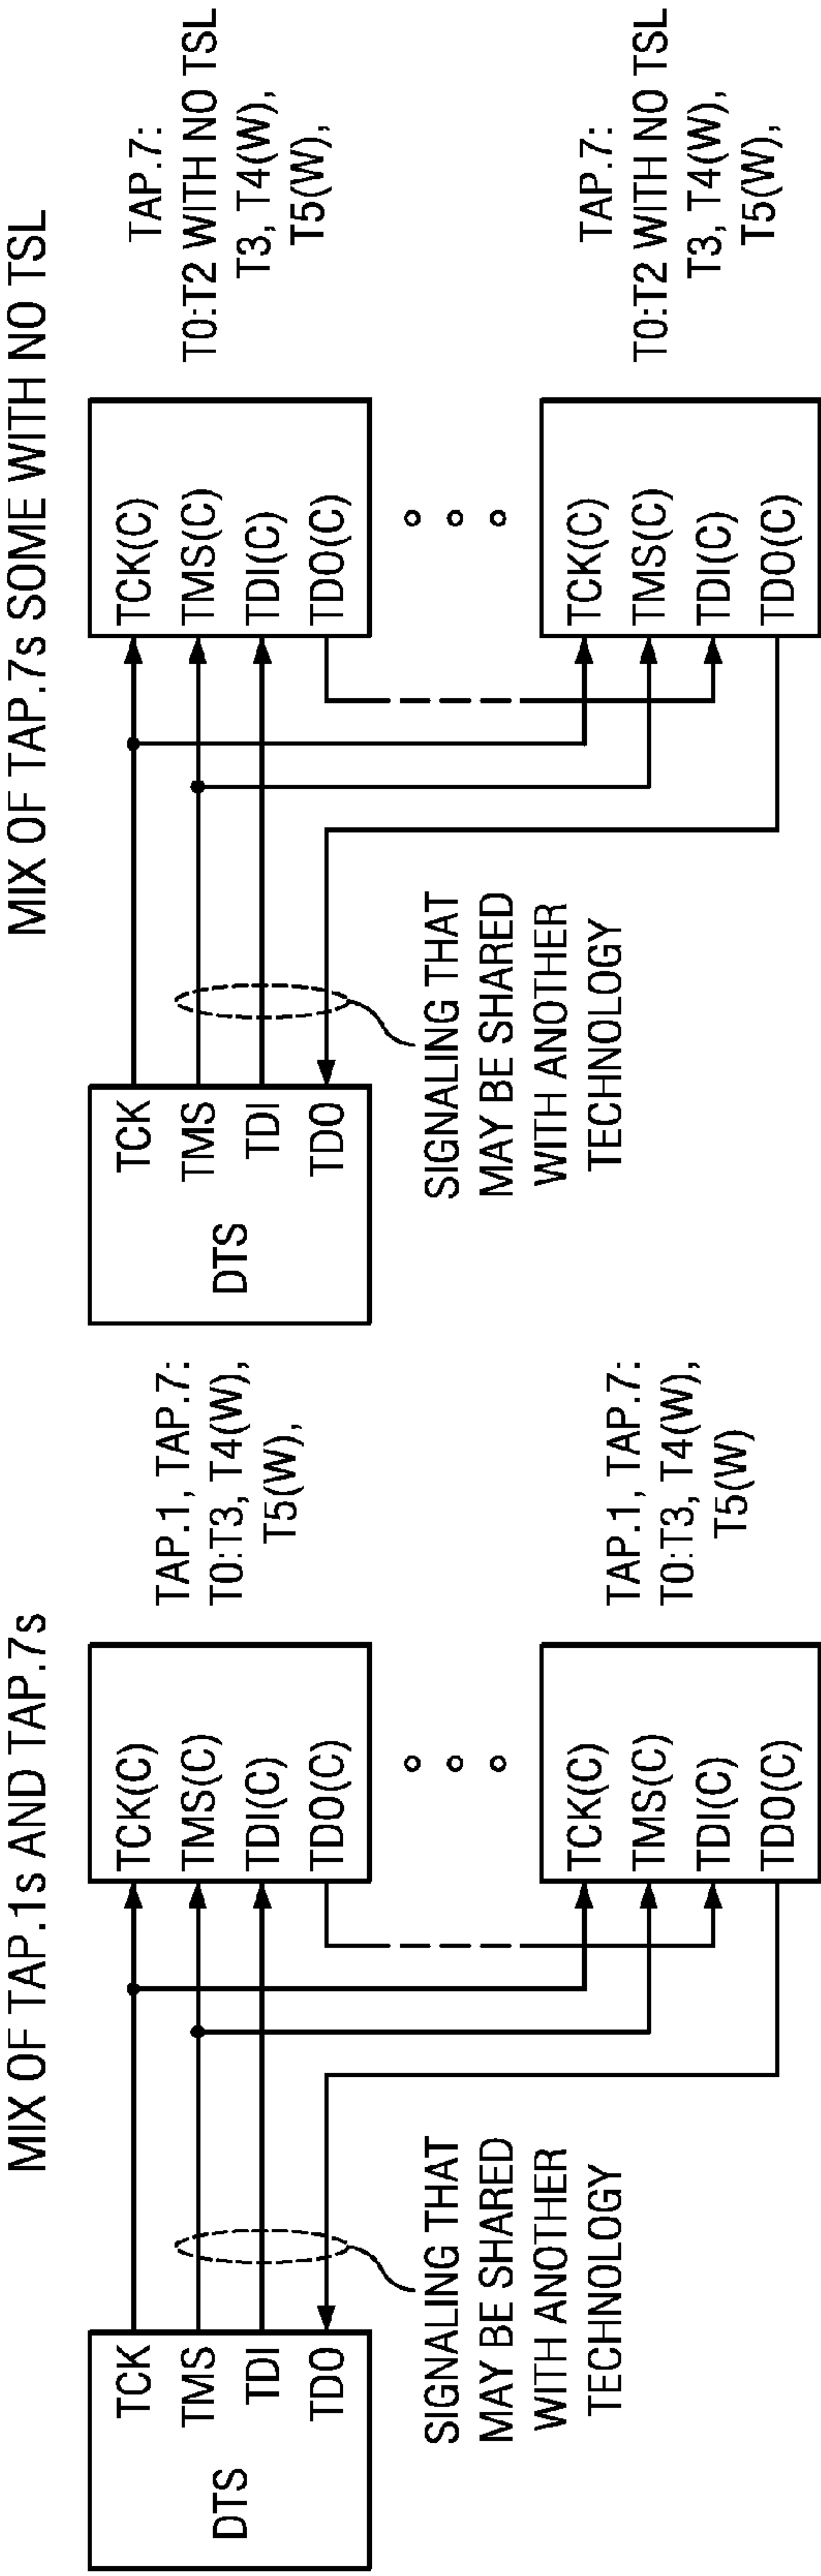 MIX OF TAP.1s AND TAP.7s
DTS
TCK
TMS
TDI
TDO
SIGNALING THAT
MAY BE SHARED
WITH ANOTHER
TECHNOLOGY
TCK(C)
TMS(C)
TDI(C)
TDO(C)
TAP.1, TAP.7:
T0:T3, T4(W),
T5(W),
TCK(C)
TMS(C)
TDI(C)
TDO(C)
TAP.1, TAP.7:
T0:T3, T4(W),
T5(W)
MIX OF TAP.7s SOME WITH NO TSL
DTS
TCK
TMS
TDI
TDO
SIGNALING THAT
MAY BE SHARED
WITH ANOTHER
TECHNOLOGY
TCK(C)
TMS(C)
TDI(C)
TDO(C)
TAP.7:
T0:T2 WITH NO TSL
T3, T4(W),
T5(W),
TCK(C)
TMS(C)
TDI(C)
TDO(C)
TAP.7:
T0:T2 WITH NO TSL
T3, T4(W),
T5(W),